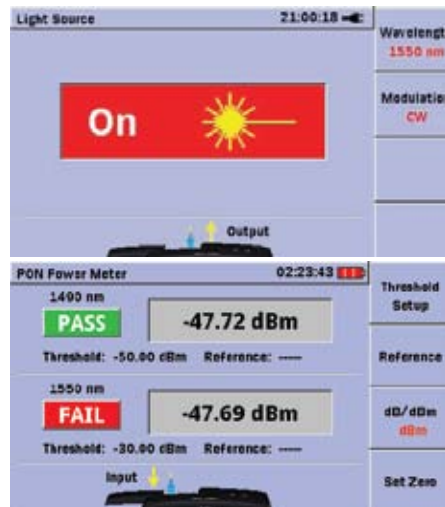 Light Source 21:00:18
Wavelengt
1550 nm
Modulatio
CW
On
Output
PON Power Meter 02:23:43
Threshold
Setup
1490 nm
PASS -47.72 dBm
Threshold: -50.00 dBm Reference: -----
Reference
1550 nm
FAIL -47.69 dBm
dB/dBm
dBm
Threshold: -30.00 dBm Reference: -----
Input
Set Zero